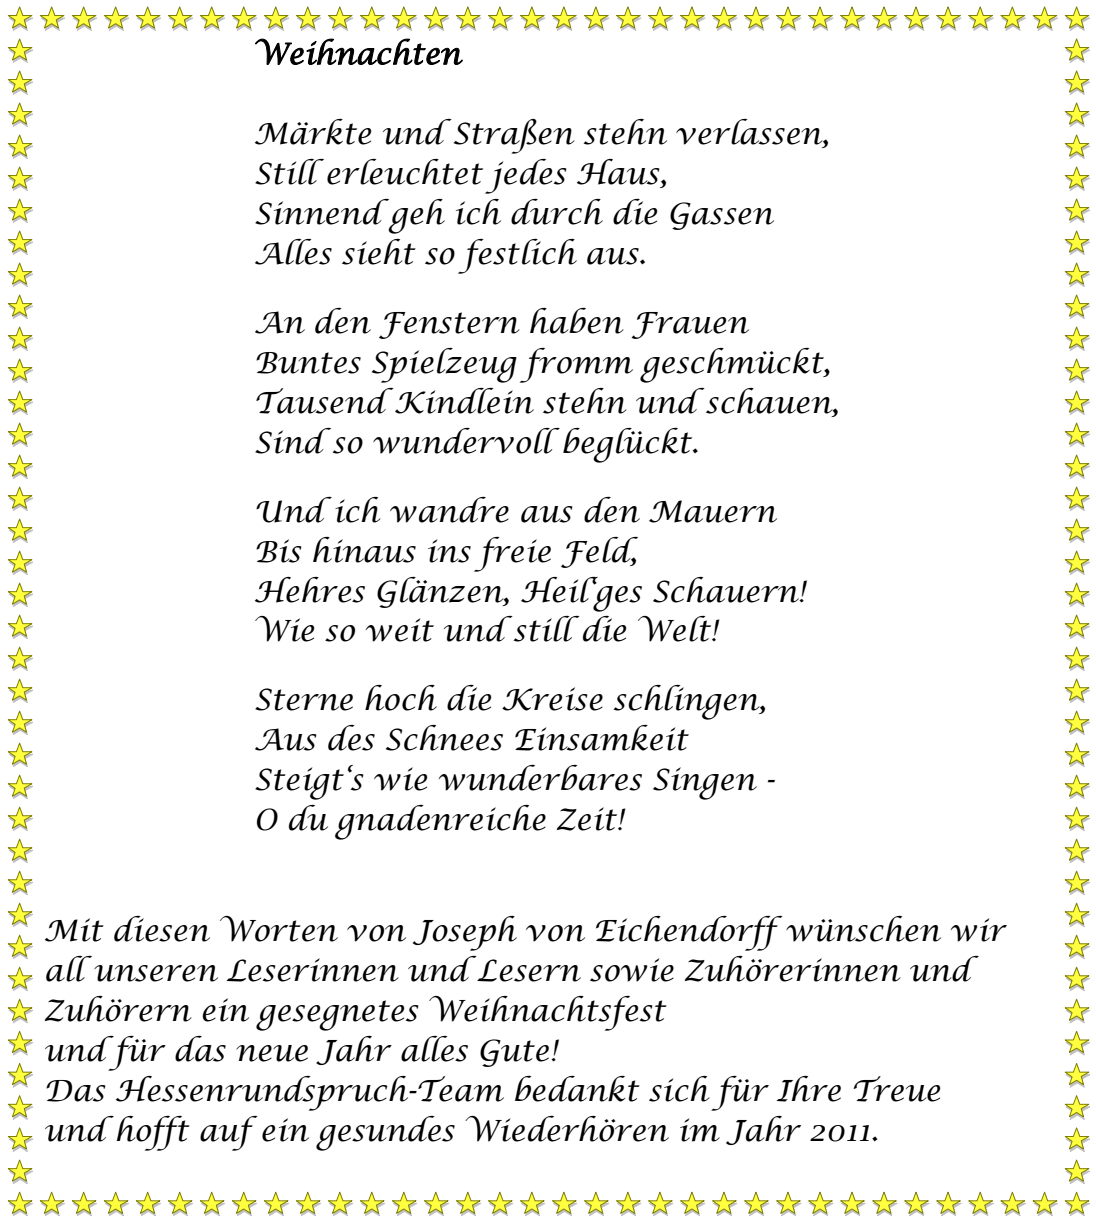 Weihnachten

Märkte und Straßen stehn verlassen,
Still erleuchtet jedes Haus,
Sinnend geh ich durch die Gassen
Alles sieht so festlich aus.

An den Fenstern haben Frauen
Buntes Spielzeug fromm geschmückt,
Tausend Kindlein stehn und schauen,
Sind so wundervoll beglückt.

Und ich wandre aus den Mauern
Bis hinaus ins freie Feld,
Hehres Glänzen, Heil‘ges Schauern!
Wie so weit und still die Welt!

Sterne hoch die Kreise schlingen,
Aus des Schnees Einsamkeit
Steigt‘s wie wunderbares Singen -
O du gnadenreiche Zeit!

Mit diesen Worten von Joseph von Eichendorff wünschen wir
all unseren Leserinnen und Lesern sowie Zuhörerinnen und
Zuhörern ein gesegnetes Weihnachtsfest
und für das neue Jahr alles Gute!
Das Hessenrundspruch-Team bedankt sich für Ihre Treue
und hofft auf ein gesundes Wiederhören im Jahr 2011.